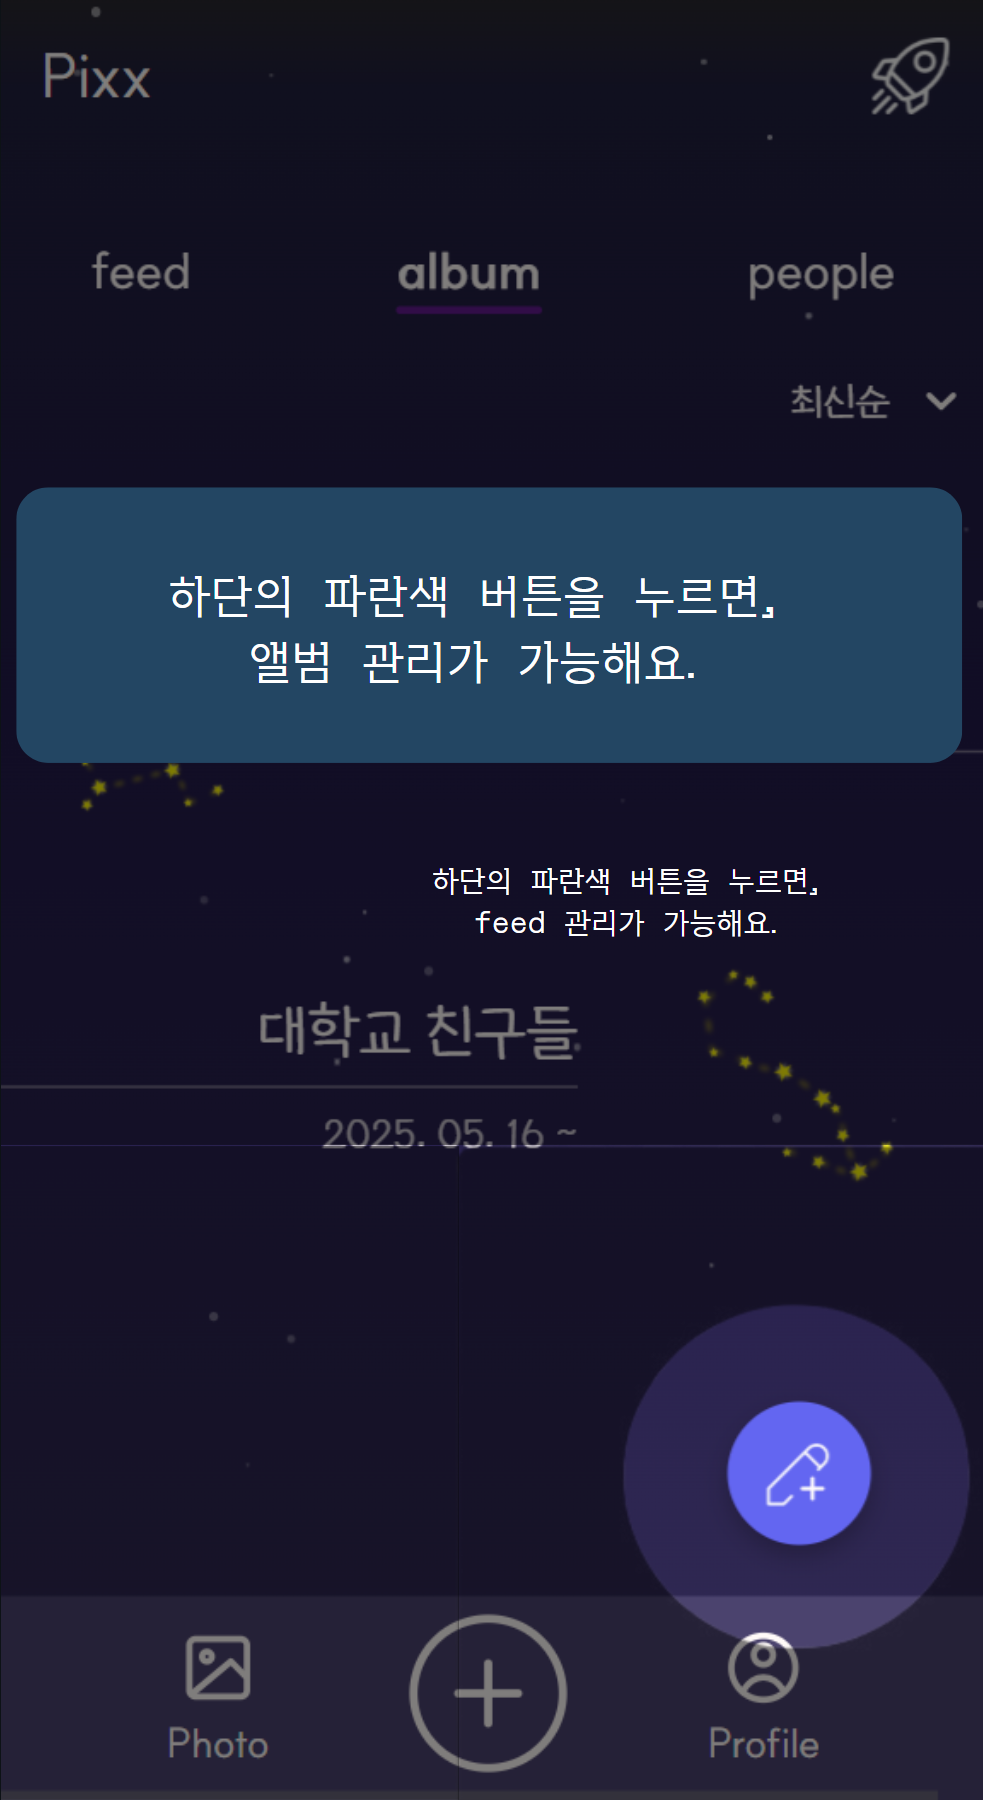 Pixx
feed album people
최신순
하단의 파란색 버튼을 누르면,
앨범 관리가 가능해요.
하단의 파란색 버튼을 누르면,
feed 관리가 가능해요.
대학교 친구들
2025. 05. 16 ~
Photo Profile